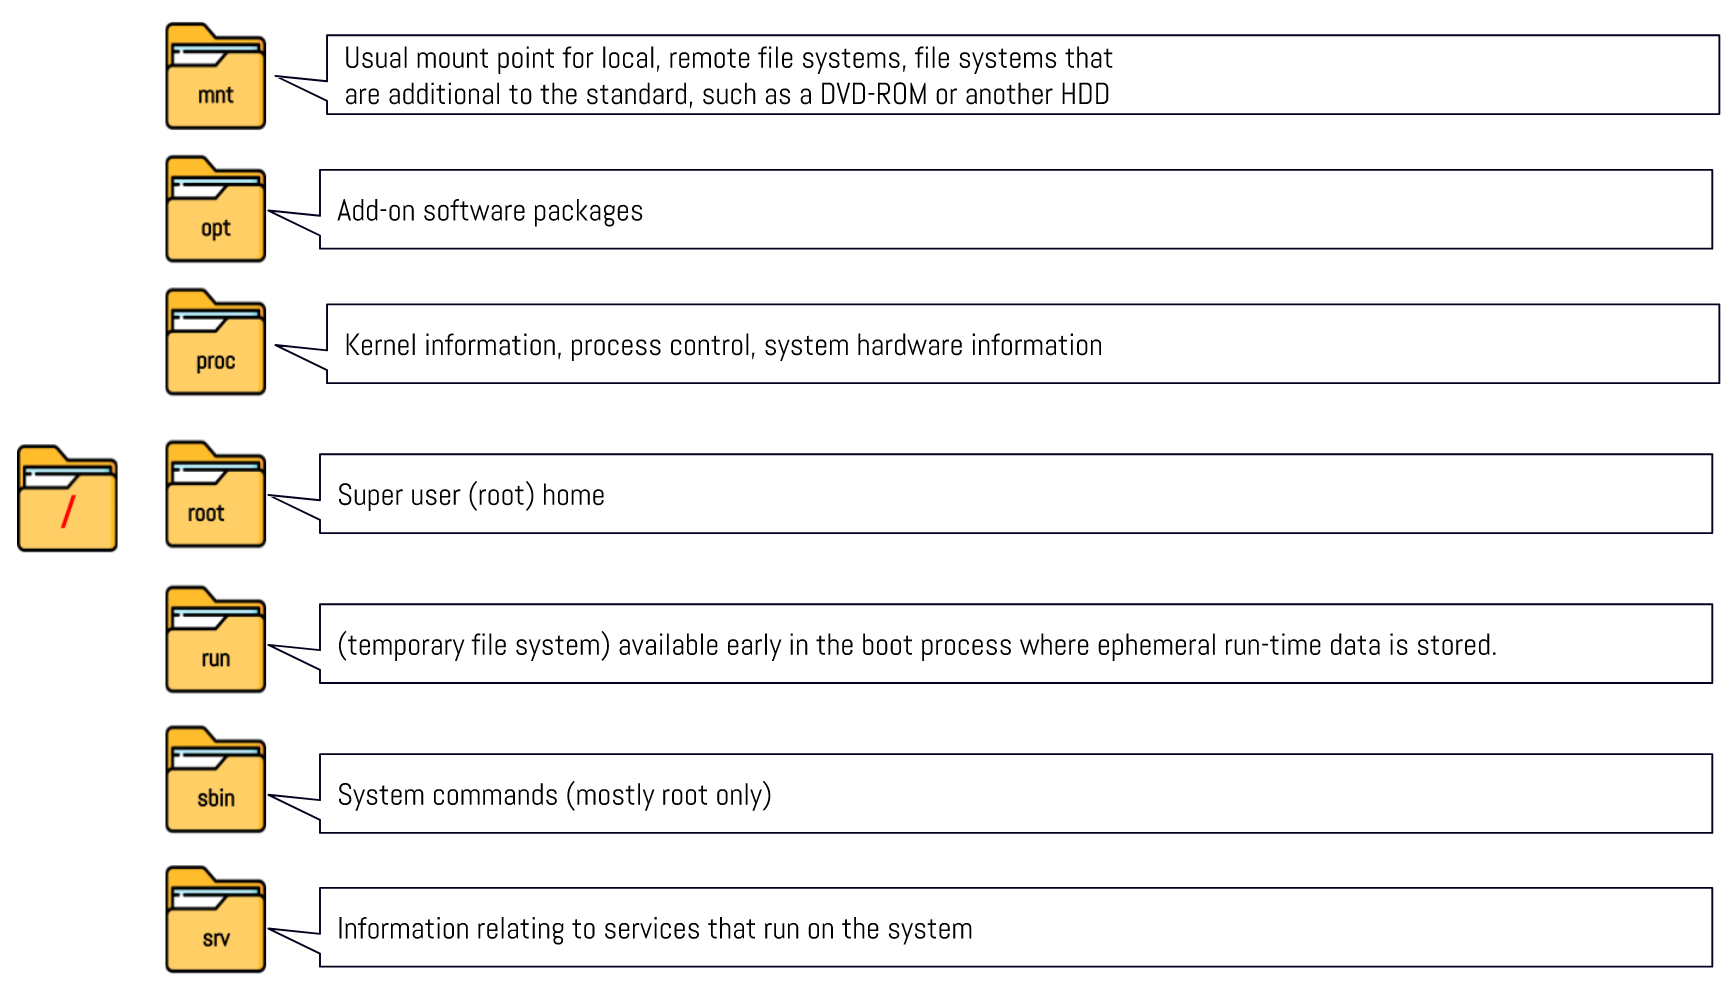 mnt
Usual mount point for local, remote file systems, file systems that
are additional to the standard, such as a DVD-ROM or another HDD
opt
Add-on software packages
proc
Kernel information, process control, system hardware information
/
root
Super user (root) home
run
(temporary file system) available early in the boot process where ephemeral run-time data is stored.
sbin
System commands (mostly root only)
srv
Information relating to services that run on the system